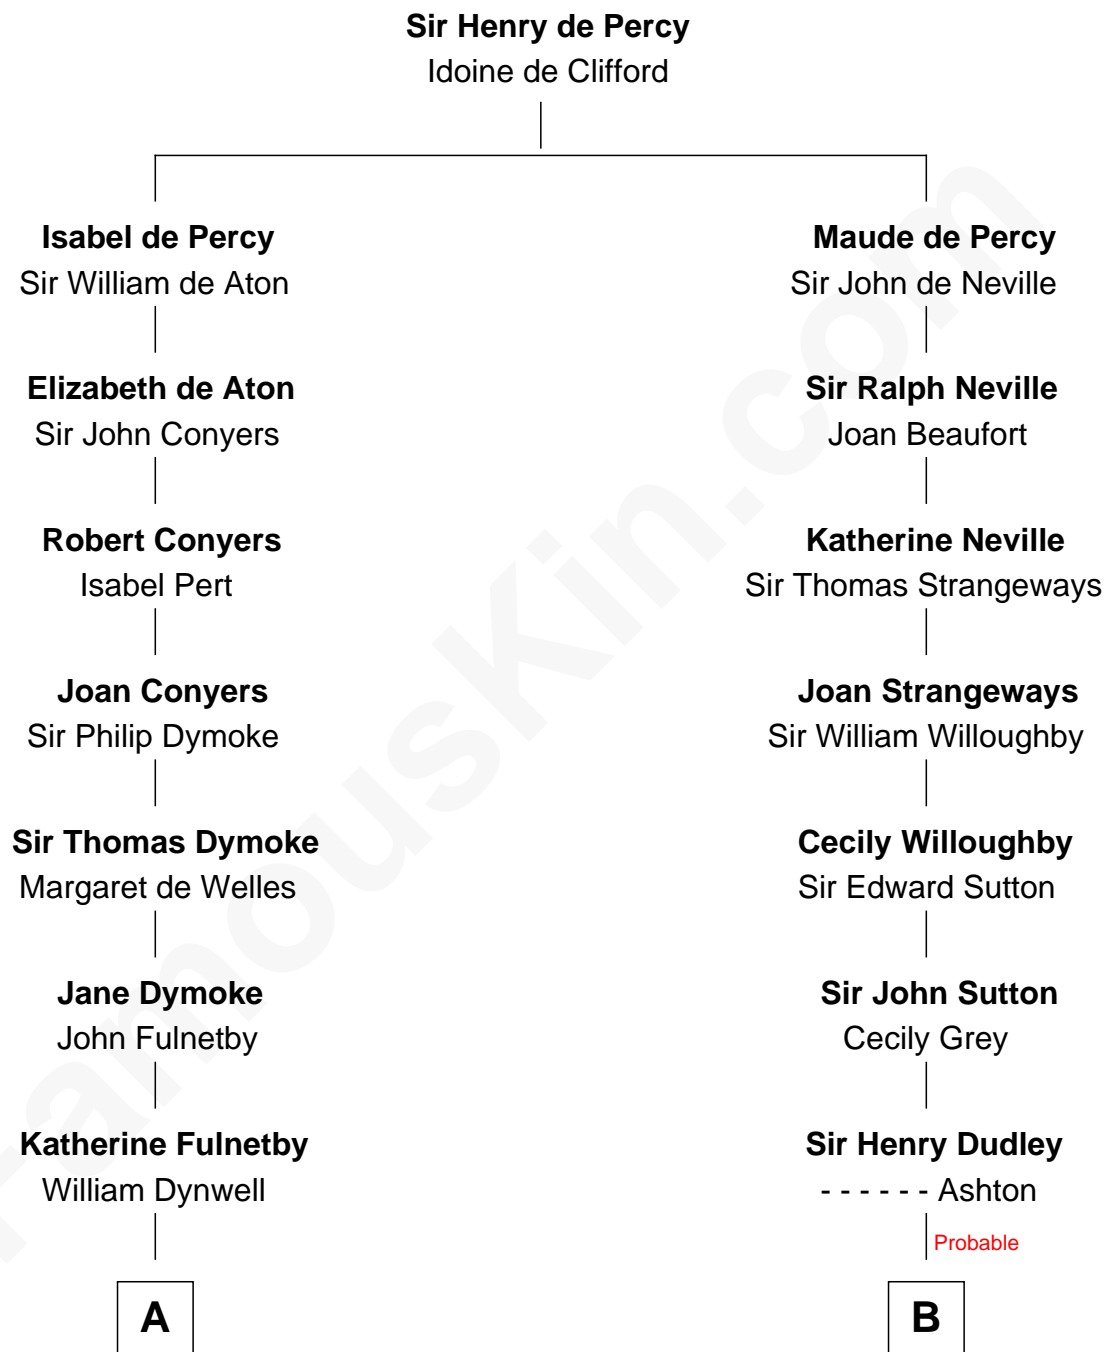 Sir Henry de Percy
Idoine de Clifford
Isabel de Percy
Sir William de Aton
Maude de Percy
Sir John de Neville
Elizabeth de Aton
Sir John Conyers
Sir Ralph Neville
Joan Beaufort
Robert Conyers
Isabel Pert
Katherine Neville
Sir Thomas Strangeways
Joan Conyers
Sir Philip Dymoke
Joan Strangeways
Sir William Willoughby
Sir Thomas Dymoke
Margaret de Welles
Cecily Willoughby
Sir Edward Sutton
Jane Dymoke
John Fulnetby
Sir John Sutton
Cecily Grey
Katherine Fulnetby
William Dynwell
Sir Henry Dudley
- - - - - - Ashton
Probable
A
B
FamousKin.com